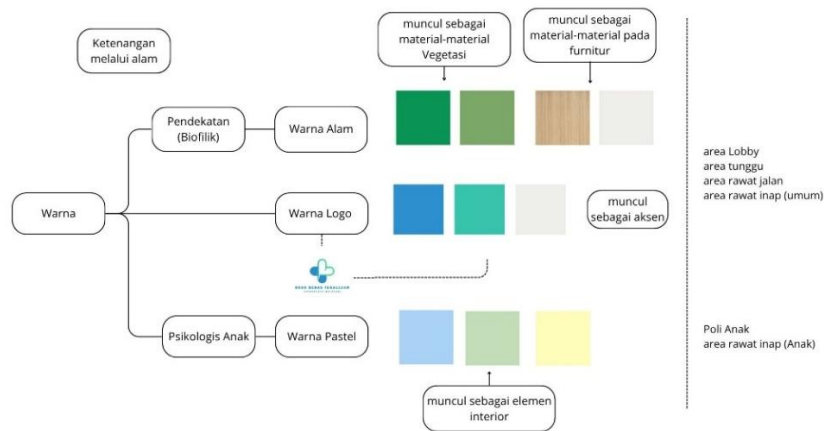 Ketenangan
melalui alam
muncul sebagai
material-material
Vegetasi
muncul sebagai
material-material pada
furnitur
Pendekatan
(Biofilik)
Warna Alam
Warna
Warna Logo
muncul
sebagai aksen
area Lobby
area tunggu
area rawat jalan
area rawat inap (umum)
Psikologis Anak
Warna Pastel
Poli Anak
area rawat inap (Anak)
muncul sebagai elemen
interior